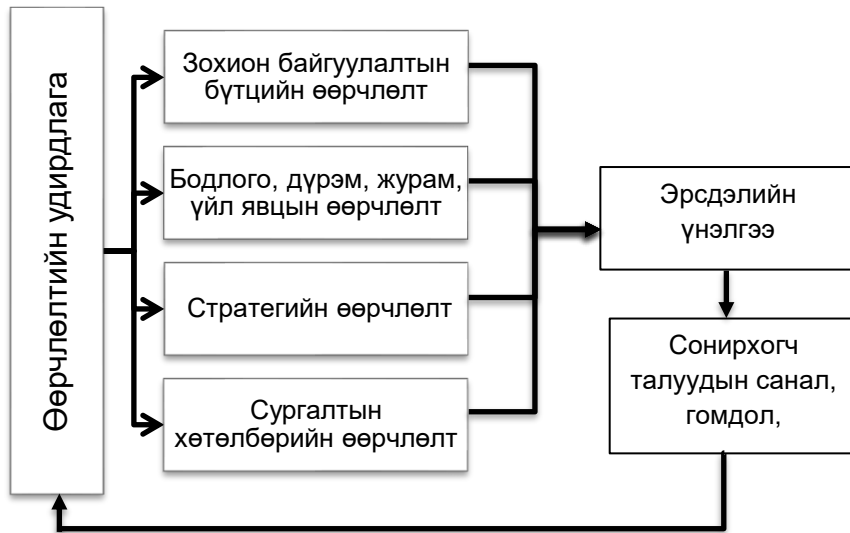 Өөрчлөлтийн удирдлага
Зохион байгуулалтын
бүтцийн өөрчлөлт
Бодлого, дүрэм, журам,
үйл явцын өөрчлөлт
Стратегийн өөрчлөлт
Сургалтын
хөтөлбөрийн өөрчлөлт
Эрсдэлийн
үнэлгээ
Сонирхогч
талуудын санал,
гомдол,